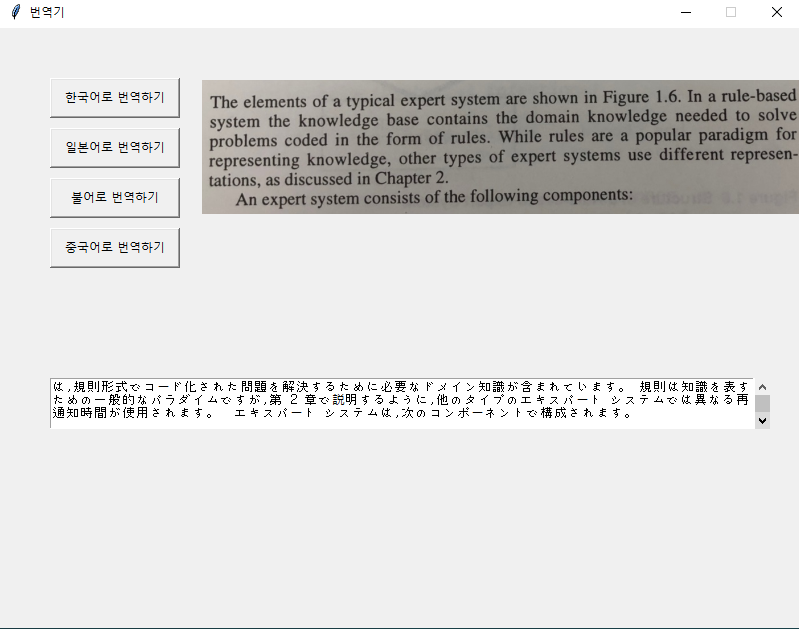 번역기
한국어로 번역하기
일본어로 번역하기
불어로 번역하기
중국어로 번역하기
The elements of a typical expert system are shown in Figure 1.6. In a rule-based
system the knowledge base contains the domain knowledge needed to solve
problems coded in the form of rules. While rules are a popular paradigm for
representing knowledge, other types of expert systems use different represen-
tations, as discussed in Chapter 2.
An expert system consists of the following components:
は,規則形式でコード化された問題を解決するために必要なドメイン知識が含まれています。 規則は知識を表す
ための一般的なパラダイムですが,第 2 章で説明するように,他のタイプのエキスパート システムでは異なる再
通知時間が使用されます。 エキスパート システムは,次のコンポーネントで構成されます。